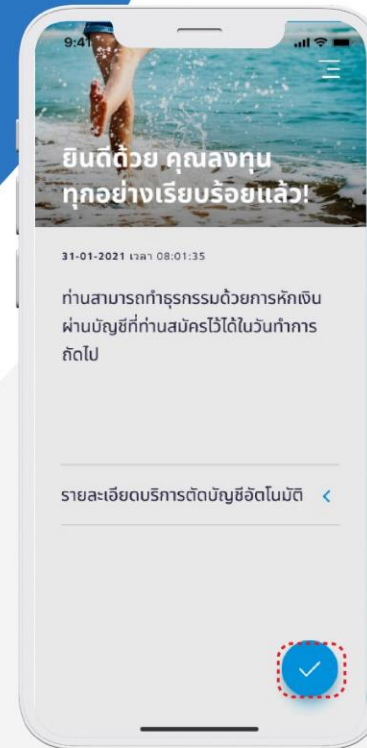 9:41
ยินดีด้วย คุณลงทุน
ทุกอย่างเรียบร้อยแล้ว!
31-01-2021 เวลา 08:01:35
ท่านสามารถทำธุรกรรมด้วยการหักเงิน
ผ่านบัญชีที่ท่านสมัครไว้ได้ในวันทำการ
ถัดไป
รายละเอียดบริการตัดบัญชีอัตโนมัติ